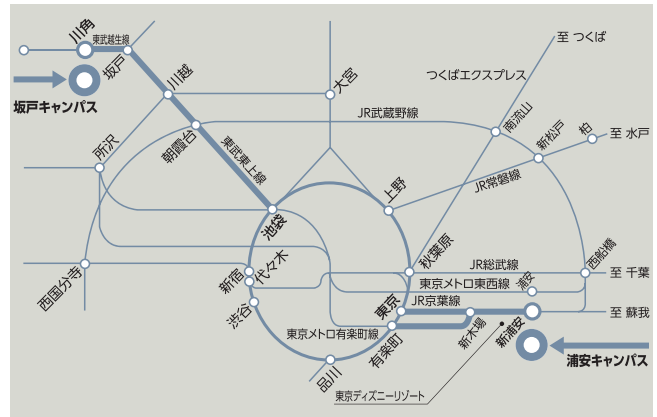 川角
東武越生線
坂戸
坂戸キャンパス
川越
大宮
至 つくば
つくばエクスプレス
JR武蔵野線
南流山
新松戸
柏
至 水戸
朝霞台
東武東上線
所沢
JR常磐線
上野
池袋
秋葉原
JR総武線
西船橋
至 千葉
東京メトロ東西線
浦安
代々木
新宿
西国分寺
渋谷
JR京葉線
東京
至 蘇我
東京メトロ有楽町線
有楽町
新木場
新浦安
浦安キャンパス
品川
東京ディズニーリゾート